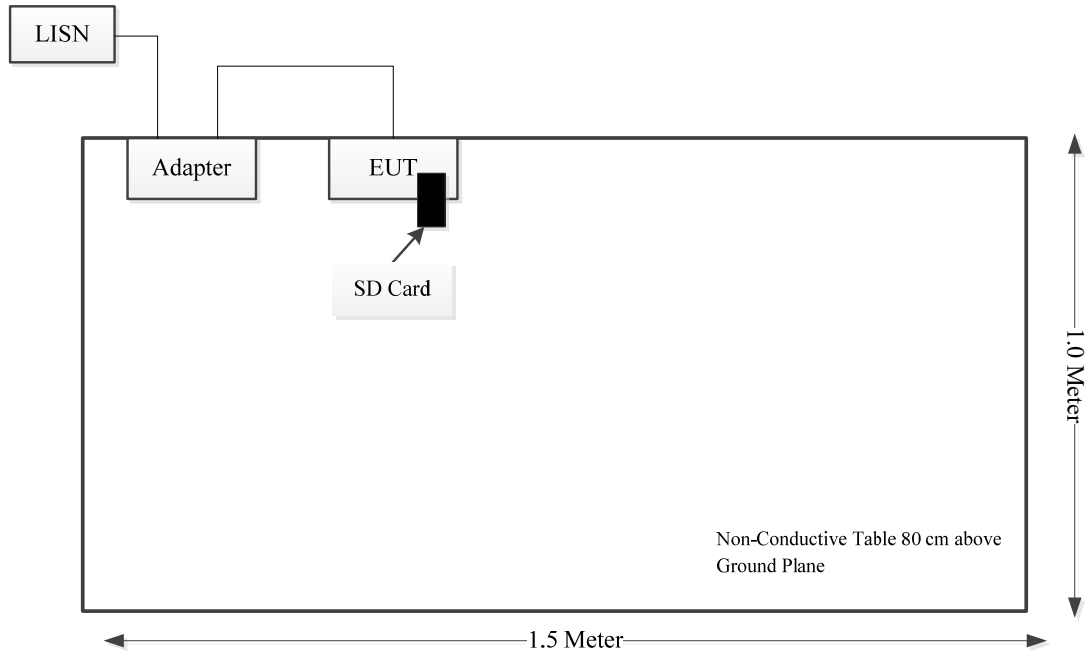 LISN
Adapter
EUT
SD Card
1.0 Meter
Non-Conductive Table 80 cm above
Ground Plane
1.5 Meter